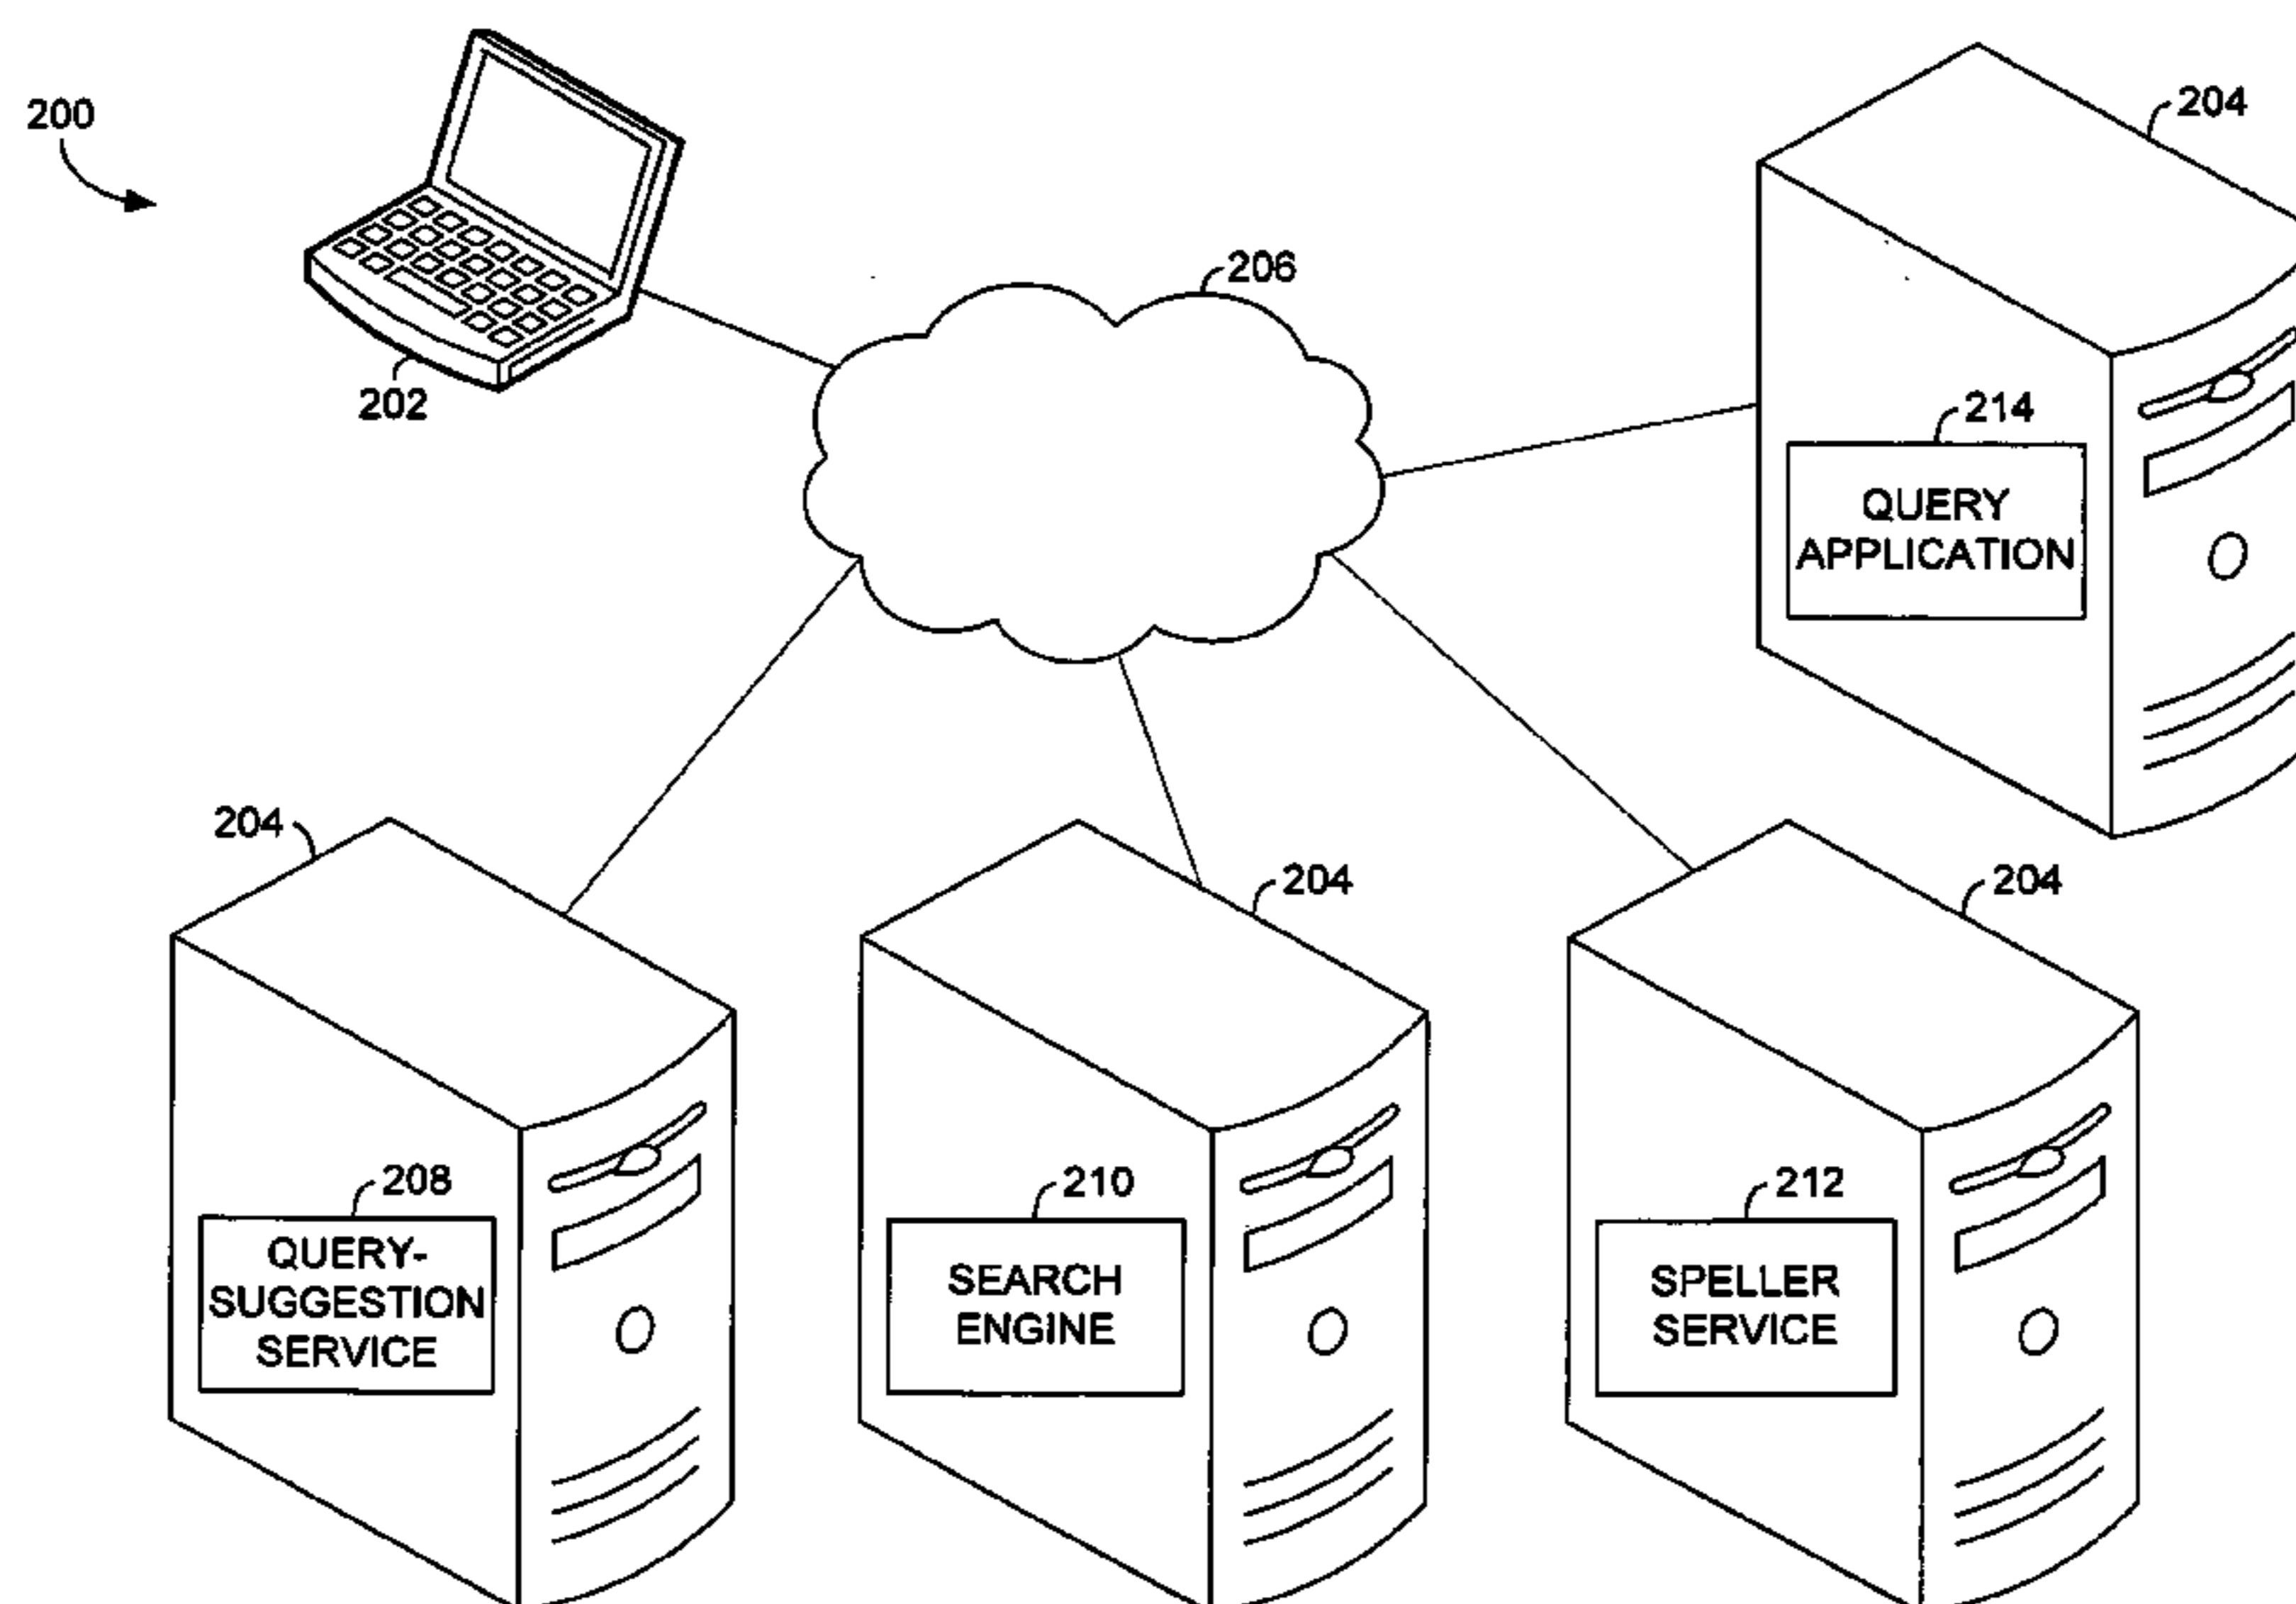 200
204
206
202
214
QUERY
APPLICATION
204
204
204
208
QUERY-
SUGGESTION
SERVICE
210
SEARCH
ENGINE
212
SPELLER
SERVICE